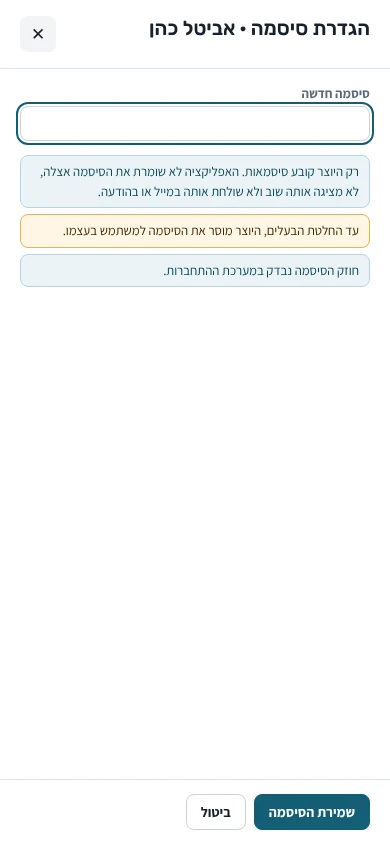 הגדרת סיסמה • אביטל כהן
✕
סיסמה חדשה
רק היוצר קובע סיסמאות. האפליקציה לא שומרת את הסיסמה אצלה,
לא מציגה אותה שוב ולא שולחת אותה במייל או בהודעה.
עד החלטת הבעלים, היוצר מוסר את הסיסמה למשתמש בעצמו.
חוזק הסיסמה נבדק במערכת ההתחברות.
שמירת הסיסמה
ביטול